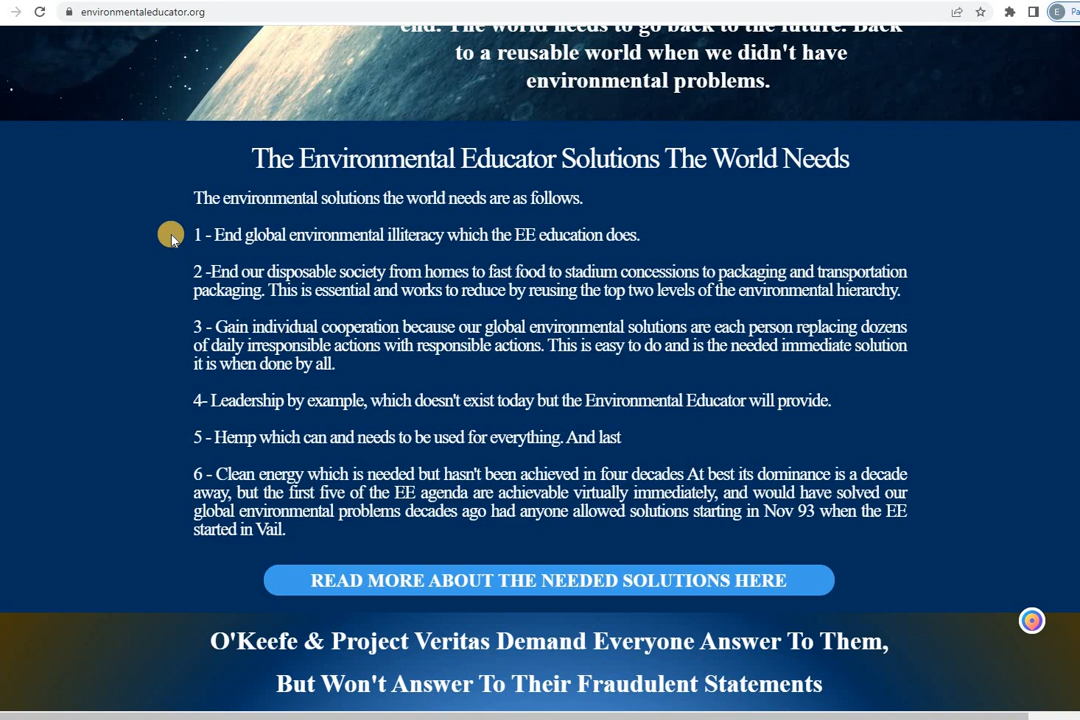 environmentaleducator.org
E
Pa
end. The world needs to go back to the future. Back
to a reusable world when we didn't have
environmental problems.
The Environmental Educator Solutions The World Needs
The environmental solutions the world needs are as follows.
1 - End global environmental illiteracy which the EE education does.
2 -End our disposable society from homes to fast food to stadium concessions to packaging and transportation
packaging. This is essential and works to reduce by reusing the top two levels of the environmental hierarchy.
3 - Gain individual cooperation because our global environmental solutions are each person replacing dozens
of daily irresponsible actions with responsible actions. This is easy to do and is the needed immediate solution
it is when done by all.
4- Leadership by example, which doesn't exist today but the Environmental Educator will provide.
5 - Hemp which can and needs to be used for everything. And last
6 - Clean energy which is needed but hasn't been achieved in four decades At best its dominance is a decade
away, but the first five of the EE agenda are achievable virtually immediately, and would have solved our
global environmental problems decades ago had anyone allowed solutions starting in Nov 93 when the EE
started in Vail.
READ MORE ABOUT THE NEEDED SOLUTIONS HERE
O'Keefe & Project Veritas Demand Everyone Answer To Them,
But Won't Answer To Their Fraudulent Statements